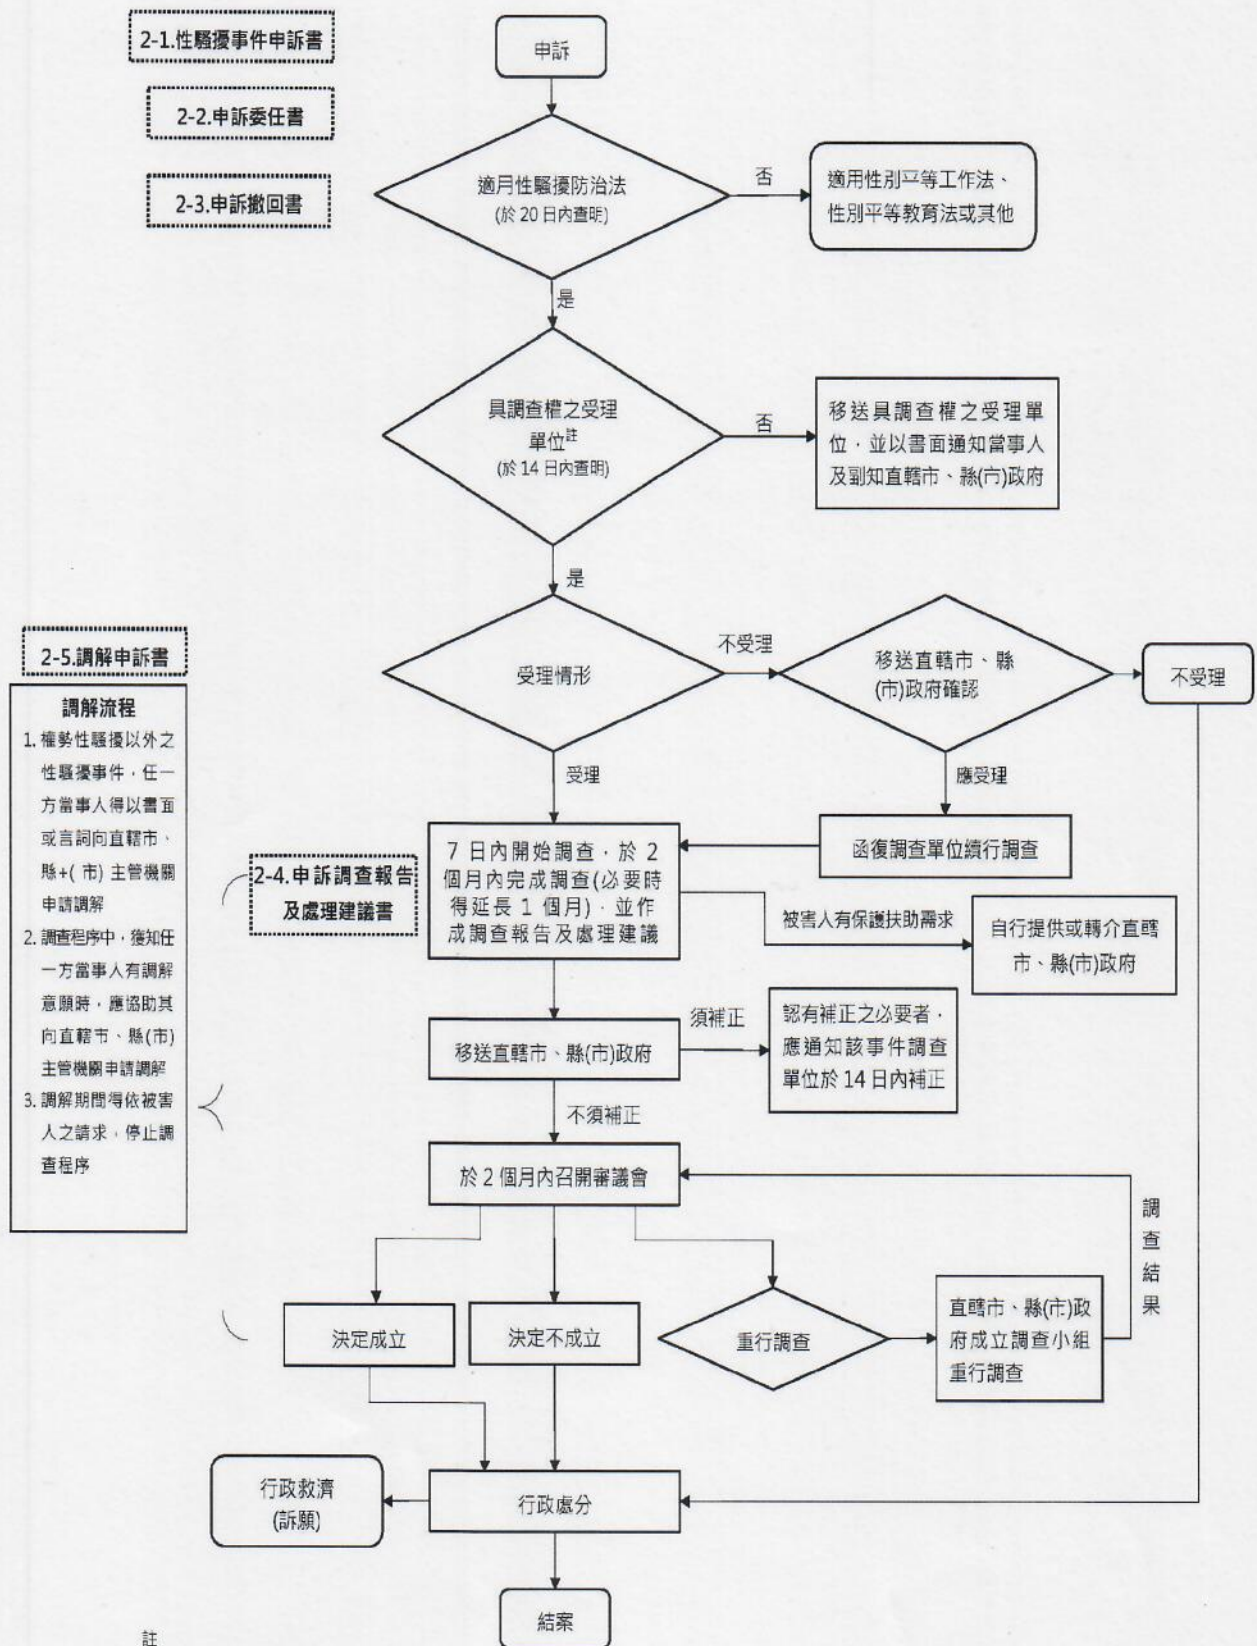 2-1.性騷擾事件申訴書
申訴
2-2.申訴委任書
2-3.申訴撤回書
適用性騷擾防治法
(於 20 日內查明)
否
適用性別平等工作法、
性別平等教育法或其他
是
具調查權之受理
單位註
(於 14 日內查明)
否
移送具調查權之受理單
位，並以書面通知當事人
及副知直轄市、縣(市)政府
是
受理情形
不受理
移送直轄市、縣
(市)政府確認
不受理
受理
應受理
2-5.調解申訴書
調解流程
1. 權勢性騷擾以外之
性騷擾事件，任一
方當事人得以書面
或言詞向直轄市、
縣+( 市) 主管機關
申請調解
2. 調查程序中，獲知任
一方當事人有調解
意願時，應協助其
向直轄市、縣(市)
主管機關申請調解
3. 調解期間得依被害
人之請求，停止調
查程序
2-4.申訴調查報告
及處理建議書
7 日內開始調查，於 2
個月內完成調查(必要時
得延長 1 個月)，並作
成調查報告及處理建議
函復調查單位續行調查
被害人有保護扶助需求
自行提供或轉介直轄
市、縣(市)政府
移送直轄市、縣(市)政府
須補正
認有補正之必要者，
應通知該事件調查
單位於 14 日內補正
不須補正
於 2 個月內召開審議會
調查結果
決定成立
決定不成立
重行調查
直轄市、縣(市)政
府成立調查小組
重行調查
行政救濟
(訴願)
行政處分
結案
註